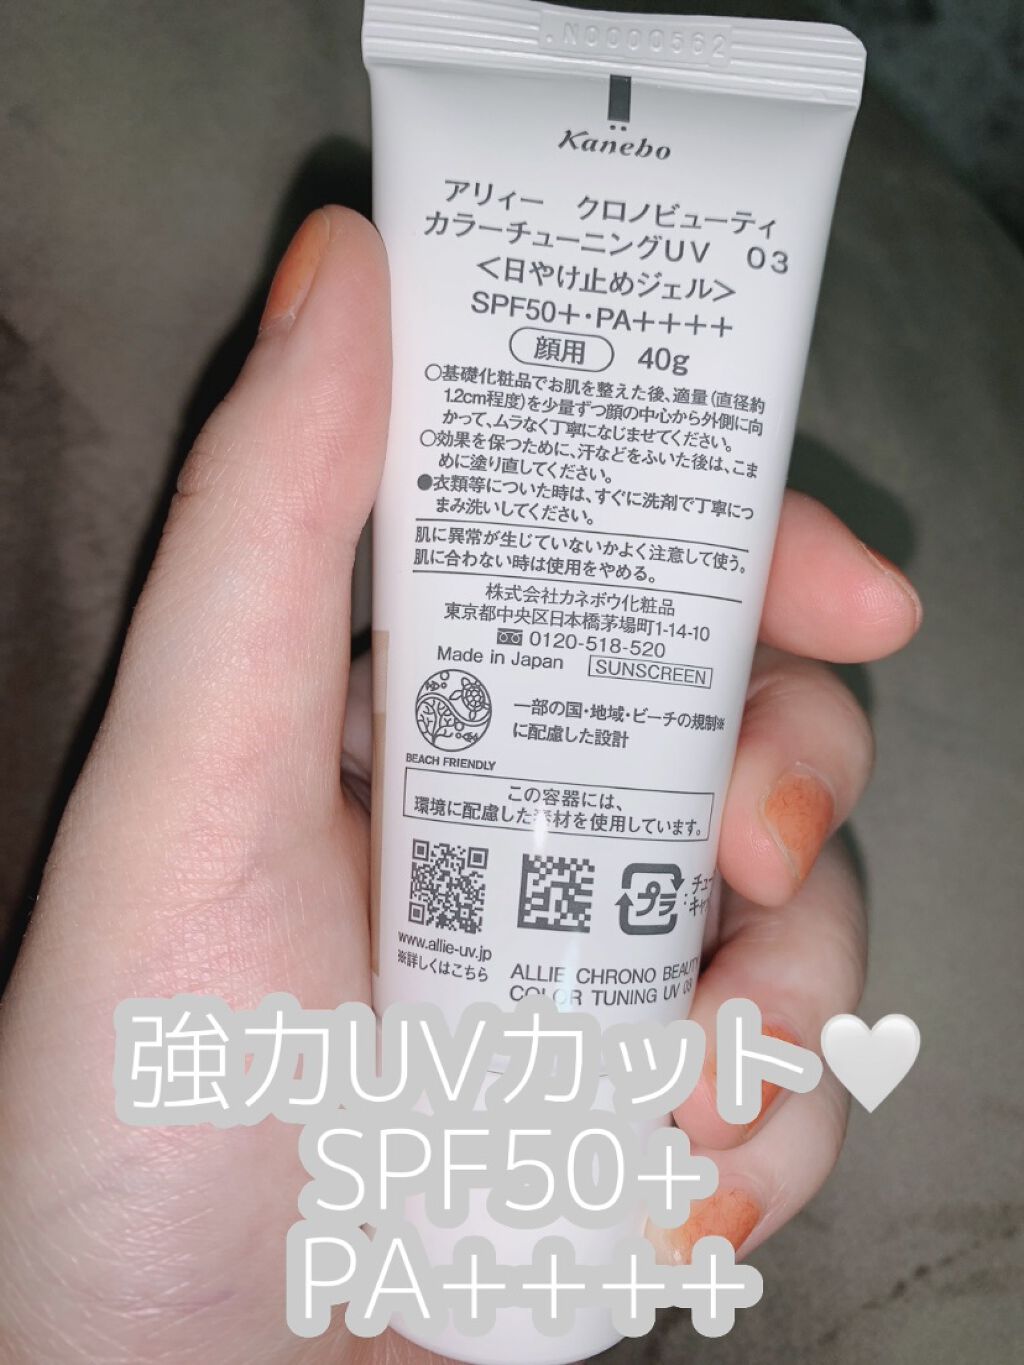 .N0000562
Kanebo
アリィー クロノビューティ
カラーチューニングUV 03
＜日やけ止めジェル＞
SPF50+・PA++++
顔用 40g
○基礎化粧品でお肌を整えた後、適量(直径約
1.2cm程度)を少量ずつ顔の中心から外側に向
かって、ムラなく丁寧になじませてください。
○効果を保つために、汗などをふいた後は、こま
めに塗り直してください。
●衣類等についた時は、すぐに洗剤で丁寧につ
まみ洗いしてください。
肌に異常が生じていないかよく注意して使う。
肌に合わない時は使用をやめる。
株式会社カネボウ化粧品
東京都中央区日本橋茅場町1-14-10
0120-518-520
Made in Japan SUNSCREEN
一部の国・地域・ビーチの規制※
に配慮した設計
BEACH FRIENDLY
この容器には、
環境に配慮した素材を使用しています。
プラ
チュー
キャ
www.allie-uv.jp
※詳しくはこちら
ALLIE CHRONO BEAUTY
COLOR TUNING UV 03
強力UVカット🤍
SPF50+
PA++++